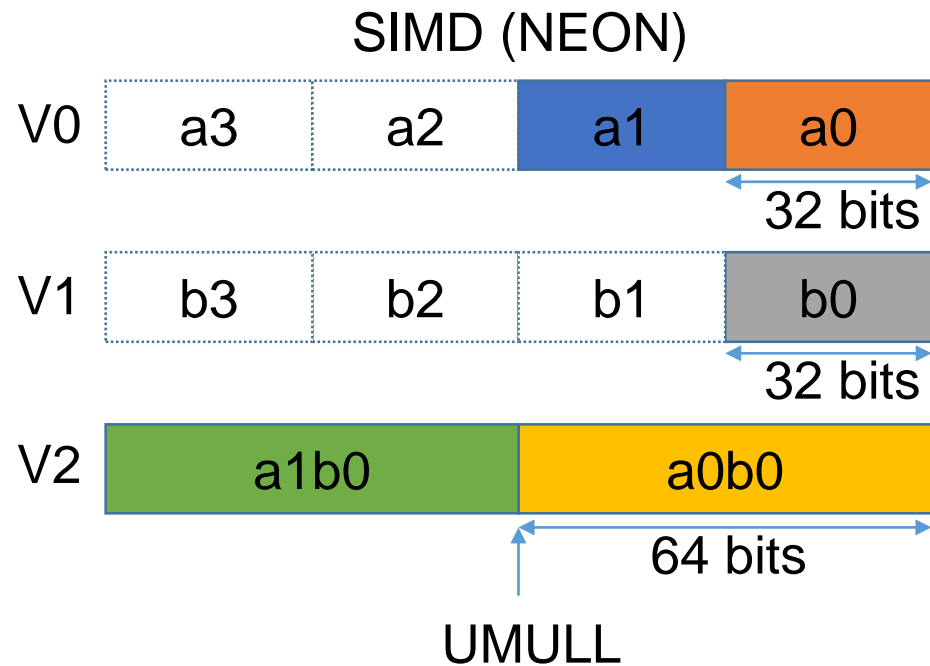 SIMD (NEON)
V0 a3 a2 a1 a0
32 bits
V1 b3 b2 b1 b0
32 bits
V2 a1b0 a0b0
64 bits
UMULL